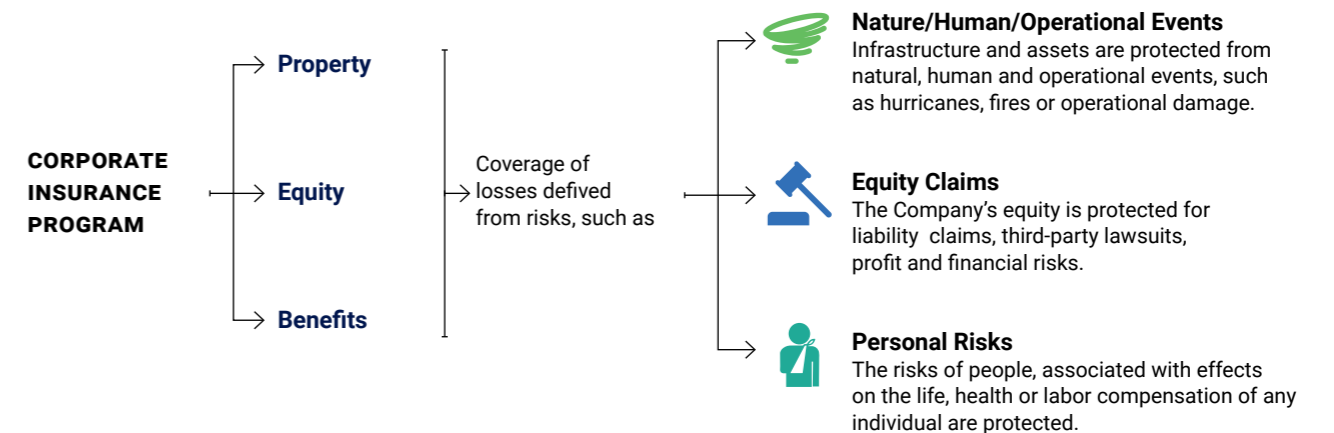 CORPORATE
INSURANCE
PROGRAM
Property
Equity
Benefits
Coverage of
losses defived
from risks, such as
Nature/Human/Operational Events
Infrastructure and assets are protected from
natural, human and operational events, such
as hurricanes, fires or operational damage.
Equity Claims
The Company’s equity is protected for
liability  claims, third-party lawsuits,
profit and financial risks.
Personal Risks
The risks of people, associated with effects
on the life, health or labor compensation of any
individual are protected.